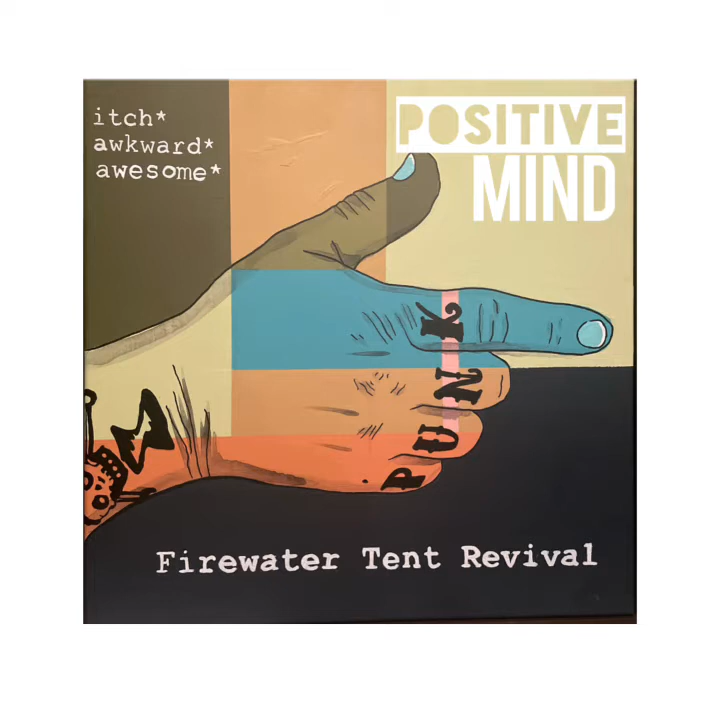 itch*
awkward*
awesome*
POSITIVE
MIND
PUNK
Firewater Tent Revival